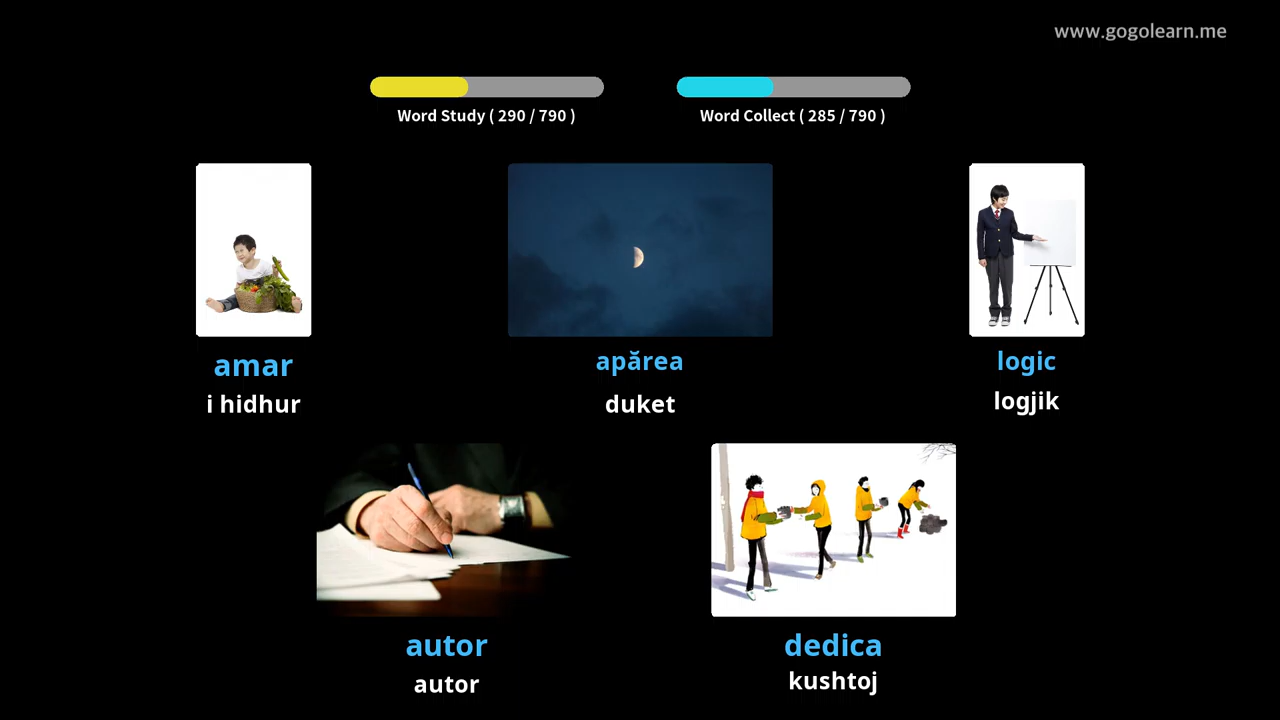 www.gogolearn.me
Word Study ( 290 / 790 )
Word Collect ( 285 / 790 )
amar
i hidhur
apărea
duket
logic
logjik
autor
autor
dedica
kushtoj